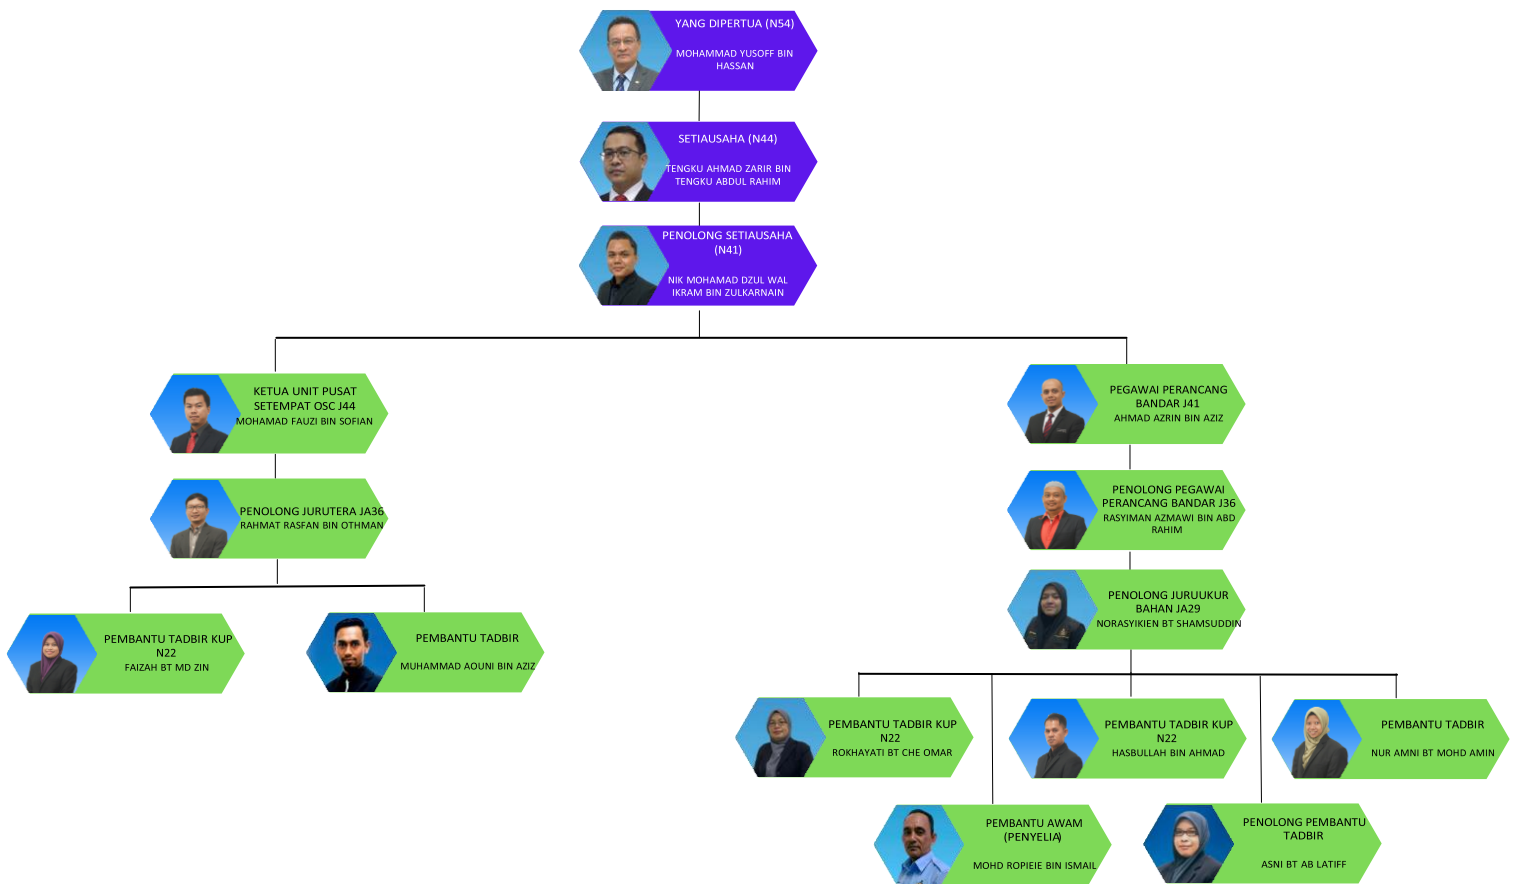 YANG DIPERTUA (N54)
MOHAMMAD YUSOFF BIN
HASSAN
SETIAUSAHA (N44)
TENGKU AHMAD ZARIR BIN
TENGKU ABDUL RAHIM
PENOLONG SETIAUSAHA
(N41)
NIK MOHAMAD DZUL WAL
IKRAM BIN ZULKARNAIN
KETUA UNIT PUSAT
SETEMPAT OSC J44
MOHAMAD FAUZI BIN SOFIAN
PENOLONG JURUTERA JA36
RAHMAT RASFAN BIN OTHMAN
PEMBANTU TADBIR KUP
N22
FAIZAH BT MD ZIN
PEMBANTU TADBIR
MUHAMMAD AOUNI BIN AZIZ
PEGAWAI PERANCANG
BANDAR J41
AHMAD AZRIN BIN AZIZ
PENOLONG PEGAWAI
PERANCANG BANDAR J36
RASYIMAN AZMAWI BIN ABD
RAHIM
PENOLONG JURUUKUR
BAHAN JA29
NORASYIKIEN BT SHAMSUDDIN
PEMBANTU TADBIR KUP
N22
ROKHAYATI BT CHE OMAR
PEMBANTU TADBIR KUP
N22
HASBULLAH BIN AHMAD
PEMBANTU TADBIR
NUR AMNI BT MOHD AMIN
PEMBANTU AWAM
(PENYELIA)
MOHD ROPIEIE BIN ISMAIL
PENOLONG PEMBANTU
TADBIR
ASNI BT AB LATIFF